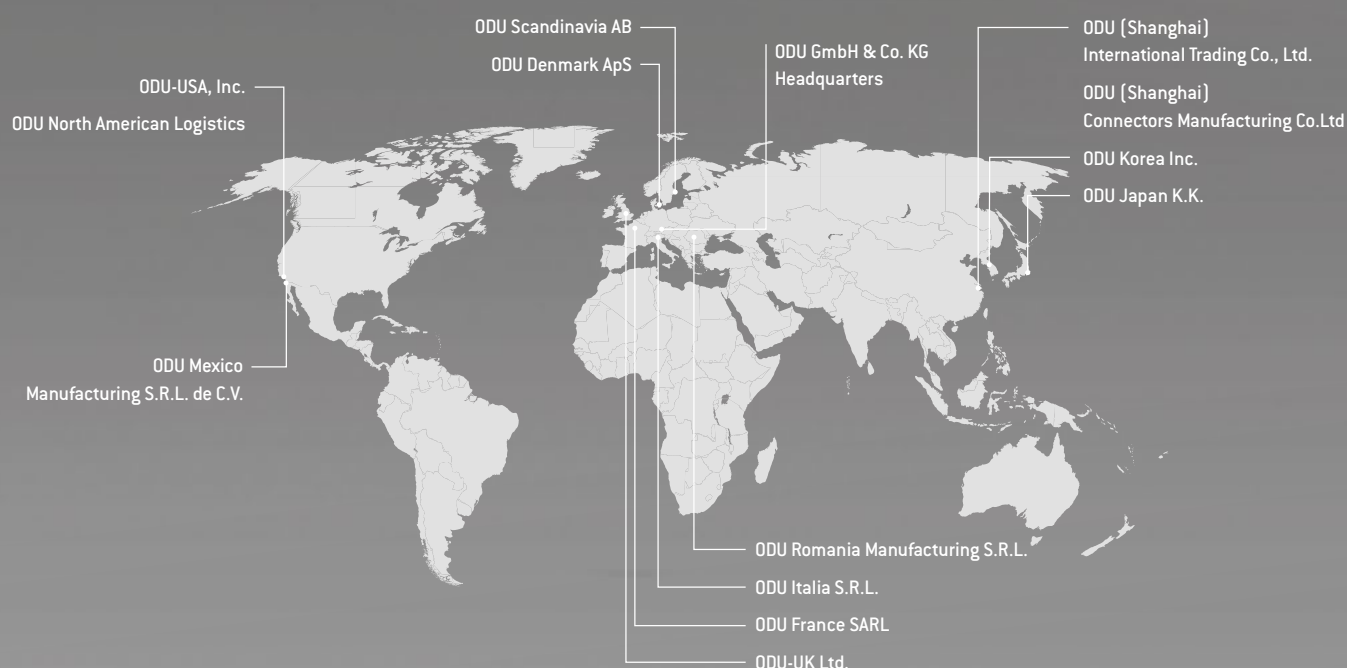 ODU Scandinavia AB
ODU Denmark ApS
ODU GmbH & Co. KG
Headquarters
ODU (Shanghai)
International Trading Co., Ltd.
ODU (Shanghai)
Connectors Manufacturing Co.Ltd
ODU Korea Inc.
ODU Japan K.K.
ODU-USA, Inc.
ODU North American Logistics
ODU Mexico
Manufacturing S.R.L. de C.V.
ODU Romania Manufacturing S.R.L.
ODU Italia S.R.L.
ODU France SARL
ODU-UK Ltd.